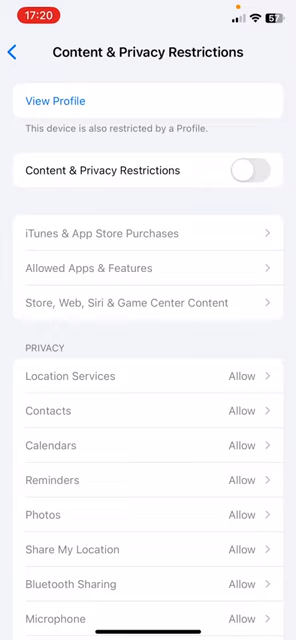 17:20
57
Content & Privacy Restrictions
View Profile
This device is also restricted by a Profile.
Content & Privacy Restrictions
iTunes & App Store Purchases
Allowed Apps & Features
Store, Web, Siri & Game Center Content
PRIVACY
Location Services Allow
Contacts Allow
Calendars Allow
Reminders Allow
Photos Allow
Share My Location Allow
Bluetooth Sharing Allow
Microphone Allow